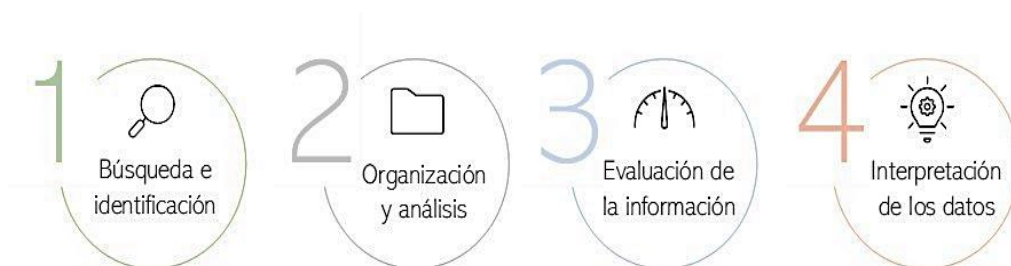 1
Búsqueda e
identificación
2
Organización
y análisis
3
Evaluación de
la información
4
Interpretación
de los datos